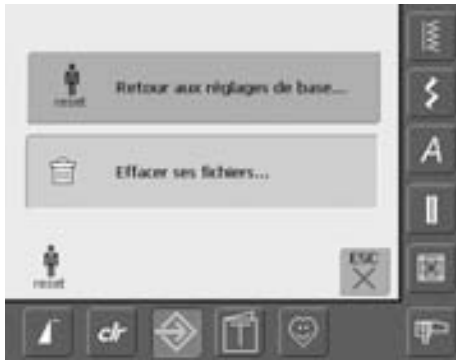 reset
Retour aux réglages de base...
Effacer ses fichiers...
reset
ESC
A
clr